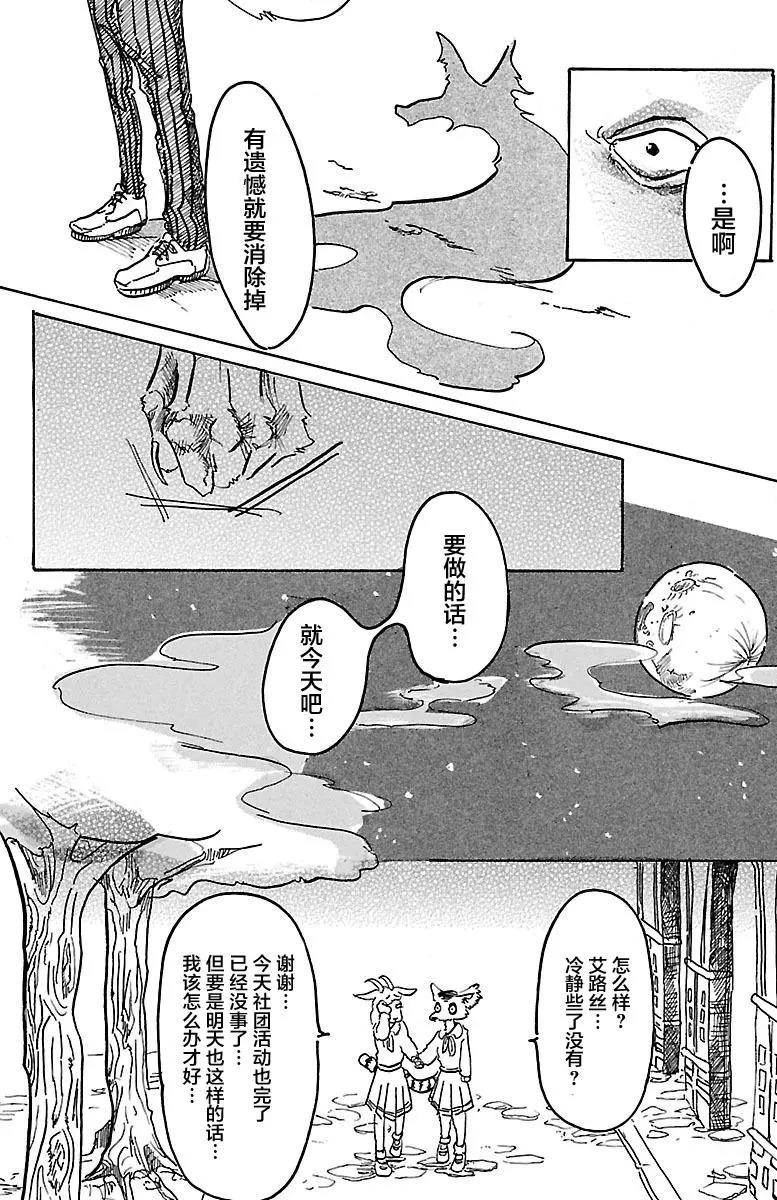 …是啊
有遗憾就要消除掉
要做的话…
就今天吧…
怎么样？
艾路丝…
冷静些了没有？
谢谢…
今天社团活动也完了
已经没事了…
但要是明天也这样的话…
我该怎么办才好…